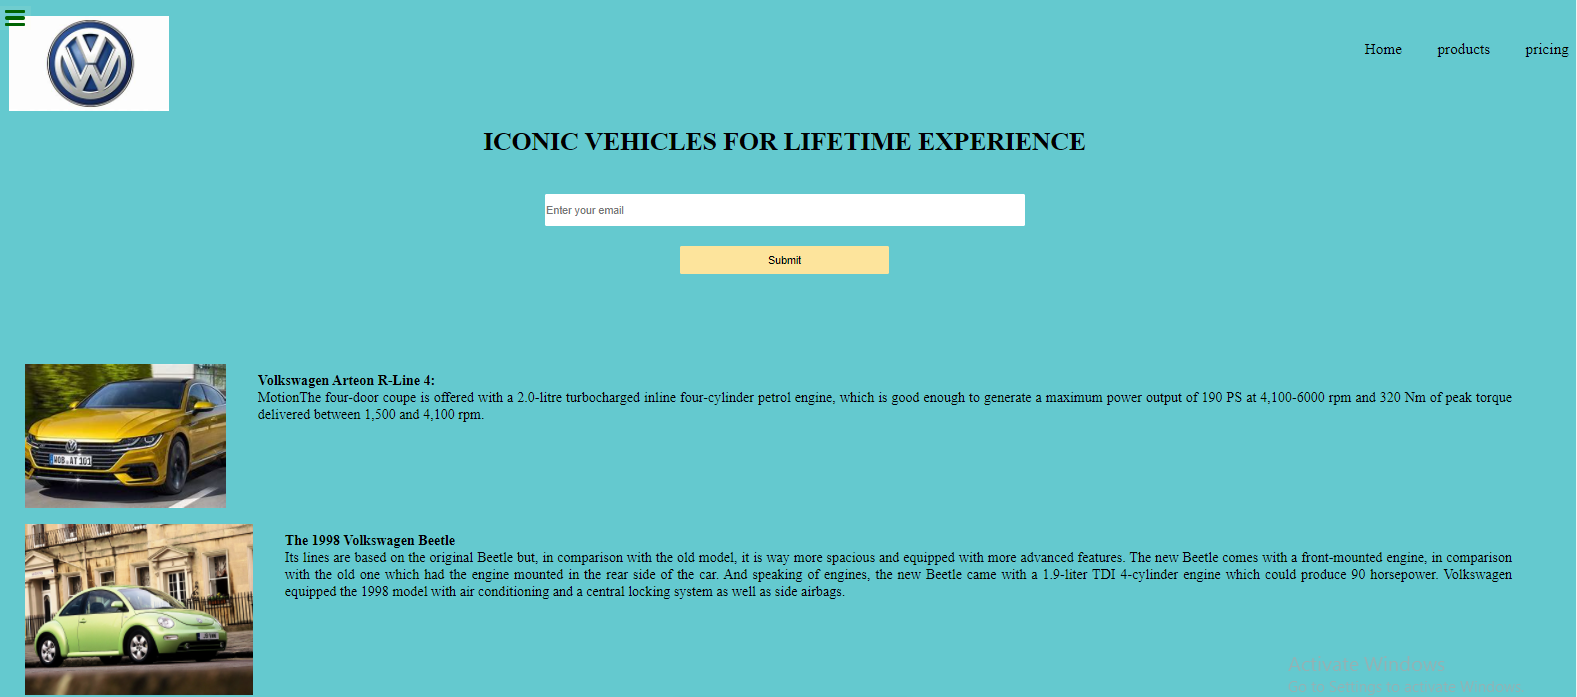 Home products pricing
ICONIC VEHICLES FOR LIFETIME EXPERIENCE
Enter your email
Submit
Volkswagen Arteon R-Line 4:
MotionThe four-door coupe is offered with a 2.0-litre turbocharged inline four-cylinder petrol engine, which is good enough to generate a maximum power output of 190 PS at 4,100-6000 rpm and 320 Nm of peak torque
delivered between 1,500 and 4,100 rpm.
WOB AT 101
The 1998 Volkswagen Beetle
Its lines are based on the original Beetle but, in comparison with the old model, it is way more spacious and equipped with more advanced features. The new Beetle comes with a front-mounted engine, in comparison
with the old one which had the engine mounted in the rear side of the car. And speaking of engines, the new Beetle came with a 1.9-liter TDI 4-cylinder engine which could produce 90 horsepower. Volkswagen
equipped the 1998 model with air conditioning and a central locking system as well as side airbags.
Activate Windows